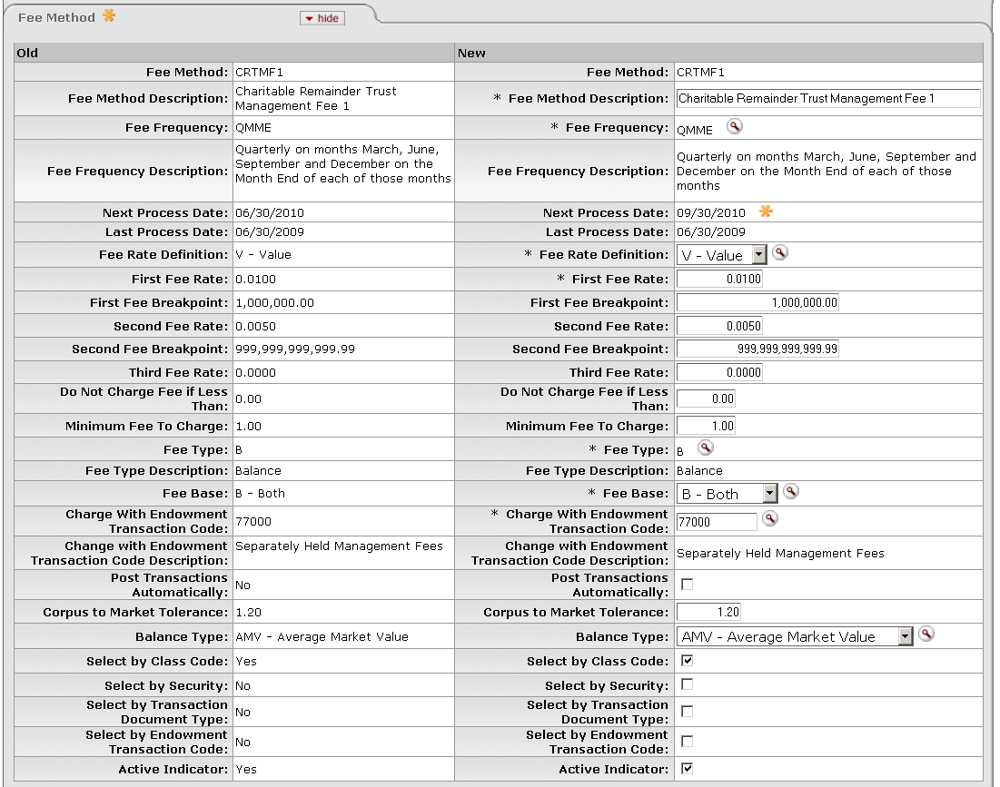 Fee Method
hide
Old New
Fee Method: CRTMF1 Fee Method: CRTMF1
Fee Method Description: Charitable Remainder Trust
Management Fee 1
* Fee Method Description: Charitable Remainder Trust Management Fee 1
Fee Frequency: QMME * Fee Frequency: QMME
Fee Frequency Description: Quarterly on months March, June,
September and December on the
Month End of each of those months
Fee Frequency Description: Quarterly on months March, June, September and
December on the Month End of each of those
months
Next Process Date: 06/30/2010 Next Process Date: 09/30/2010
Last Process Date: 06/30/2009 Last Process Date: 06/30/2009
Fee Rate Definition: V - Value * Fee Rate Definition: V - Value
First Fee Rate: 0.0100 * First Fee Rate: 0.0100
First Fee Breakpoint: 1,000,000.00 First Fee Breakpoint: 1,000,000.00
Second Fee Rate: 0.0050 Second Fee Rate: 0.0050
Second Fee Breakpoint: 999,999,999,999.99 Second Fee Breakpoint: 999,999,999,999.99
Third Fee Rate: 0.0000 Third Fee Rate: 0.0000
Do Not Charge Fee if Less
Than: 0.00
Do Not Charge Fee if Less
Than: 0.00
Minimum Fee To Charge: 1.00 Minimum Fee To Charge: 1.00
Fee Type: B * Fee Type: B
Fee Type Description: Balance Fee Type Description: Balance
Fee Base: B - Both * Fee Base: B - Both
Charge With Endowment
Transaction Code: 77000
* Charge With Endowment
Transaction Code: 77000
Change with Endowment
Transaction Code Description: Separately Held Management Fees
Change with Endowment
Transaction Code Description: Separately Held Management Fees
Post Transactions
Automatically: No
Post Transactions
Automatically:
Corpus to Market Tolerance: 1.20 Corpus to Market Tolerance: 1.20
Balance Type: AMV - Average Market Value Balance Type: AMV - Average Market Value
Select by Class Code: Yes Select by Class Code:
Select by Security: No Select by Security:
Select by Transaction
Document Type: No
Select by Transaction
Document Type:
Select by Endowment
Transaction Code: No
Select by Endowment
Transaction Code:
Active Indicator: Yes Active Indicator: